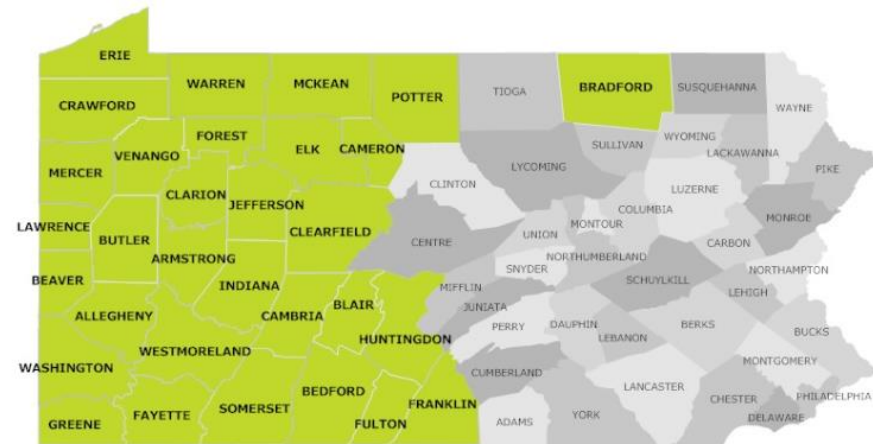 ERIE
WARREN
MCKEAN
POTTER
TIOGA
BRADFORD
SUSQUEHANNA
WAYNE
CRAWFORD
FOREST
ELK
CAMERON
SULLIVAN
WYOMING
LACKAWANNA
PIKE
VENANGO
MERCER
CLARION
JEFFERSON
CLINTON
LYCOMING
LUZERNE
COLUMBIA
MONTOUR
MONROE
LAWRENCE
BUTLER
CLEARFIELD
CENTRE
UNION
CARBON
ARMSTRONG
SNYDER
NORTHUMBERLAND
NORTHAMPTON
BEAVER
INDIANA
MIFFLIN
SCHUYLKILL
LEHIGH
ALLEGHENY
CAMBRIA
BLAIR
JUNIATA
HUNTINGDON
PERRY
DAUPHIN
LEBANON
BERKS
BUCKS
WESTMORELAND
WASHINGTON
CUMBERLAND
MONTGOMERY
BEDFORD
LANCASTER
CHESTER
PHILADELPHIA
GREENE
FAYETTE
SOMERSET
FULTON
FRANKLIN
ADAMS
YORK
DELAWARE